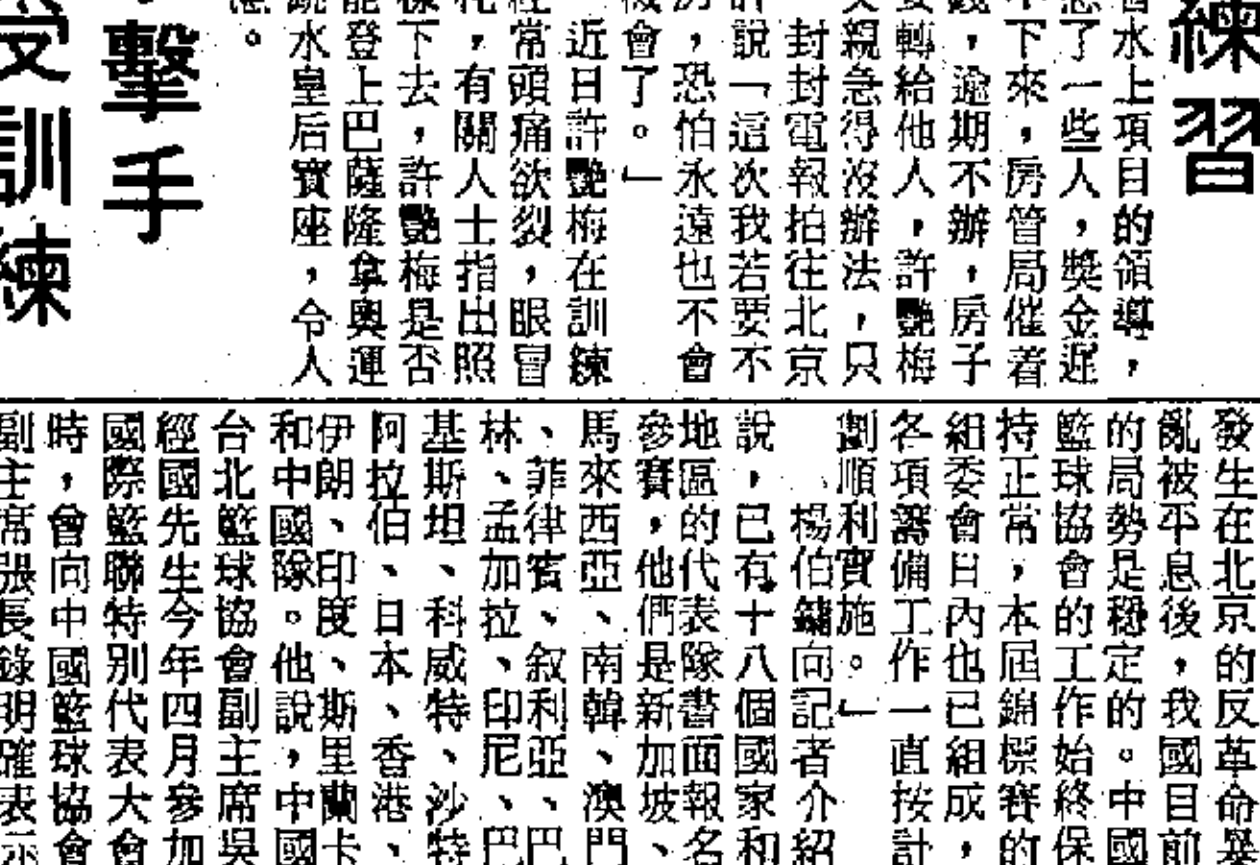 練習
水上項目的領導，
了一些人，獎金遲
下來，房管局催着
，逾期不辦，房子
轉給他人，許艷梅
親急得沒辦法，只
封封電報拍往北京
說「這次我若要不
，恐怕永遠也不會
會了。」
近日許艷梅在訓練
常頭痛欲裂，眼冒
，有關人士指出照
下去，許艷梅是否
登上巴薩隆拿奧運
水皇后寶座，令人
。
擊手
受訓練
發生在北京的反革命暴
亂被平息後，我國目前
的局勢是穩定的。中國
籃球協會的工作始終保
持正常，本屆錦標賽的
組委會日內也已組成，
各項籌備工作一直按計
劃順利實施。」
楊伯鏞向記者介紹
說，已有十八個國家和
地區的代表隊書面報名
參賽，他們是新加坡、
馬來西亞、南韓、澳門
、菲律賓、叙利亞、巴
林、孟加拉、印尼、巴
基斯坦、科威特、沙特
阿拉伯、日本、香港、
伊朗、印度、斯里蘭卡
和中國隊。他說，中國
台北籃球協會副主席吳
經國先生今年四月參加
國際籃聯特別代表大會
時，曾向中國籃球協會
副主席張長錄明確表示